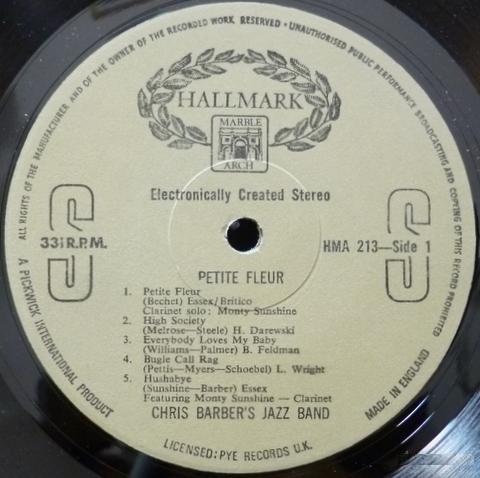 ALL RIGHTS OF THE MANUFACTURER AND OF THE OWNER OF THE RECORDED WORK RESERVED • UNAUTHORISED PUBLIC PERFORMANCE BROADCASTING AND COPYING OF THIS RECORD PROHIBITED
HALLMARK
MARBLE
ARCH
Electronically Created Stereo
S S
33⅓ R.P.M.
HMA 213—Side 1
PETITE FLEUR
1. Petite Fleur
(Bechet) Essex/Britico
Clarinet solo: Monty Sunshine
2. High Society
(Melrose—Steele) H. Darewski
3. Everybody Loves My Baby
(Williams—Palmer) B. Feldman
4. Bugle Call Rag
(Pettis—Myers—Schoebel) L. Wright
5. Hushabye
(Sunshine—Barber) Essex
Featuring Monty Sunshine — Clarinet
CHRIS BARBER'S JAZZ BAND
A PICKWICK INTERNATIONAL PRODUCT
LICENSED: PYE RECORDS U.K.
MADE IN ENGLAND